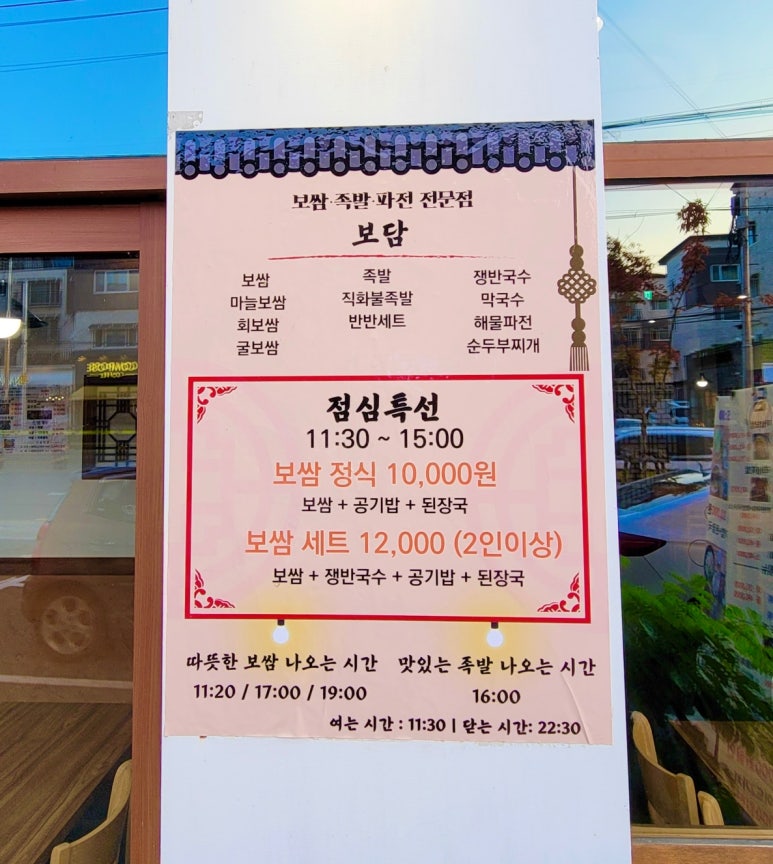 보쌈·족발·파전 전문점
보담
보쌈 족발 쟁반국수
마늘보쌈 직화불족발 막국수
회보쌈 반반세트 해물파전
굴보쌈 순두부찌개
점심특선
11:30 ~ 15:00
보쌈 정식 10,000원
보쌈 + 공기밥 + 된장국
보쌈 세트 12,000 (2인이상)
보쌈 + 쟁반국수 + 공기밥 + 된장국
따뜻한 보쌈 나오는 시간
11:20 / 17:00 / 19:00
맛있는 족발 나오는 시간
16:00
여는 시간 : 11:30 | 닫는 시간: 22:30